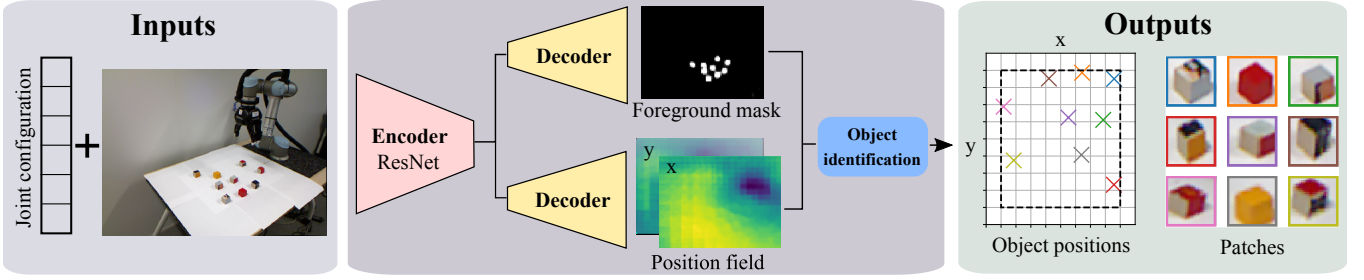 Inputs
Joint configuration
+
Encoder
ResNet
Decoder
Decoder
Foreground mask
y
x
Position field
Object
identification
Outputs
x
y
Object positions
Patches